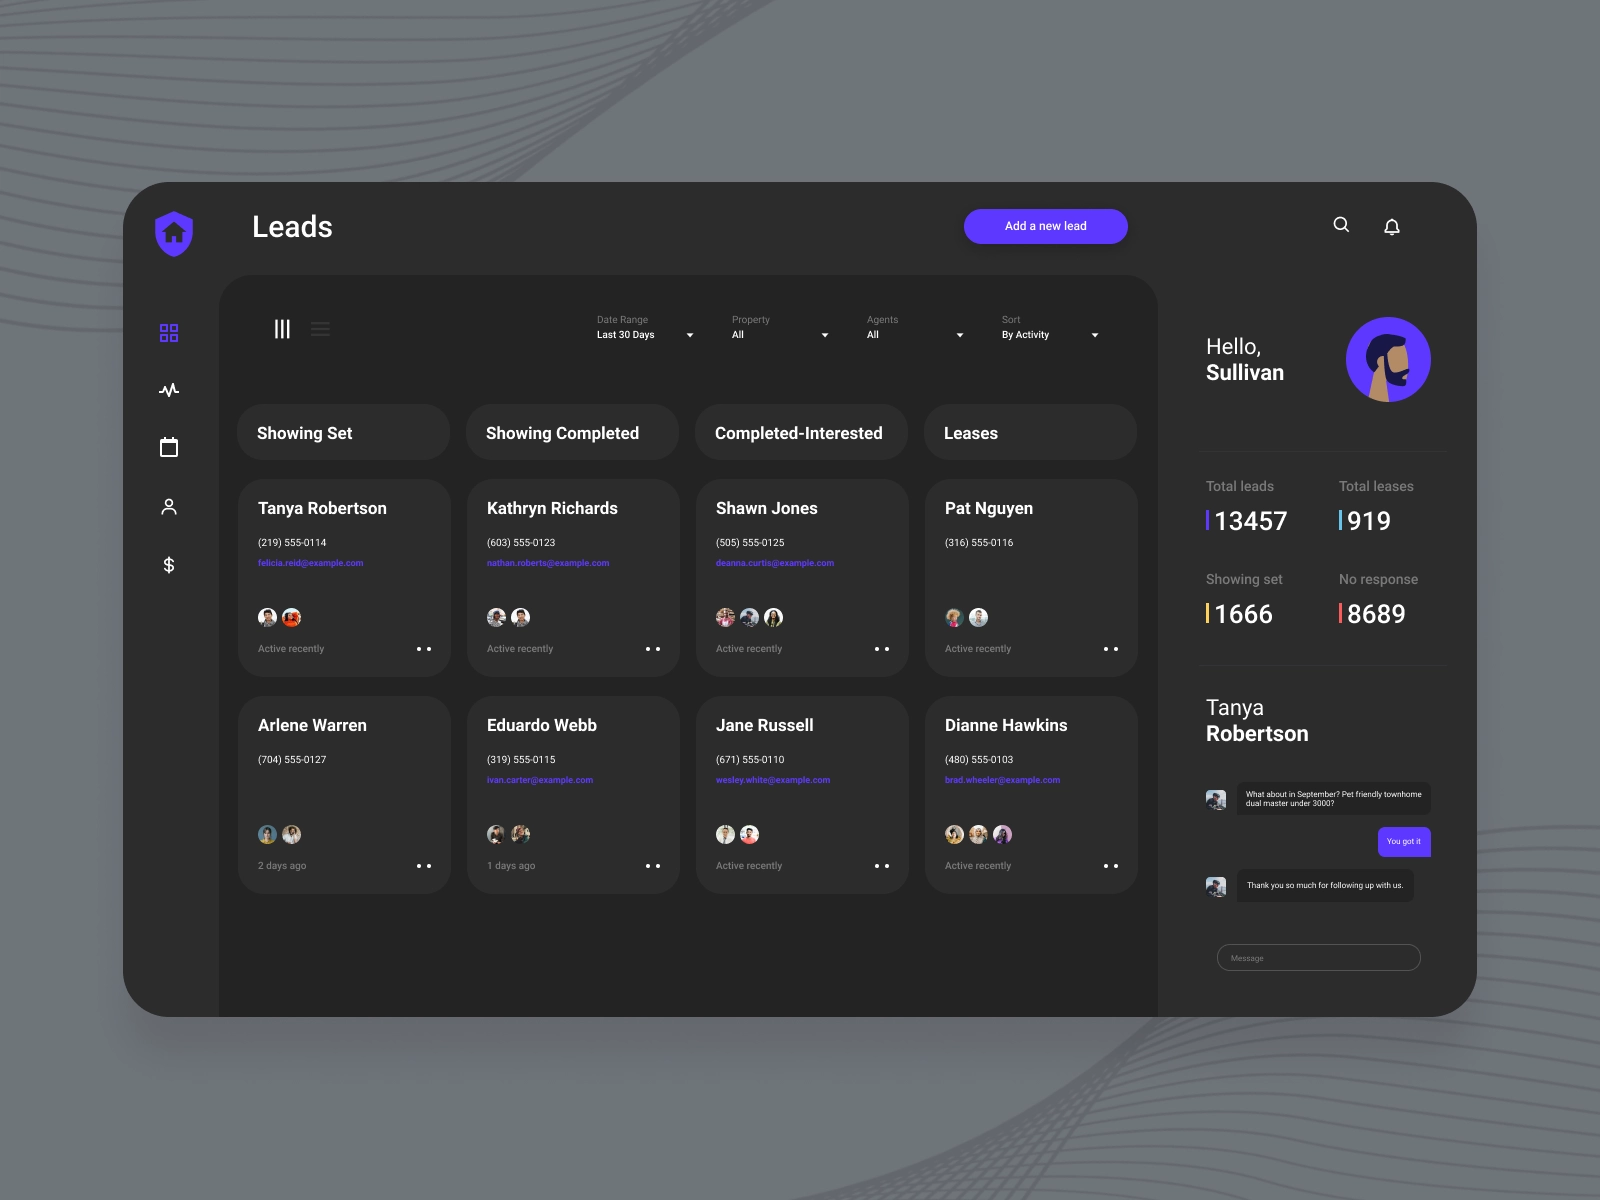 Leads
Add a new lead
Date Range
Last 30 Days
Property
All
Agents
All
Sort
By Activity
Showing Set
Showing Completed
Completed-Interested
Leases
Tanya Robertson
(219) 555-0114
felicia.reid@example.com
Active recently
Kathryn Richards
(603) 555-0123
nathan.roberts@example.com
Active recently
Shawn Jones
(505) 555-0125
deanna.curtis@example.com
Active recently
Pat Nguyen
(316) 555-0116
Active recently
Arlene Warren
(704) 555-0127
2 days ago
Eduardo Webb
(319) 555-0115
ivan.carter@example.com
1 days ago
Jane Russell
(671) 555-0110
wesley.white@example.com
Active recently
Dianne Hawkins
(480) 555-0103
brad.wheeler@example.com
Active recently
Hello,
Sullivan
Total leads
13457
Total leases
919
Showing set
1666
No response
8689
Tanya
Robertson
What about in September? Pet friendly townhome
dual master under 3000?
You got it
Thank you so much for following up with us.
Message